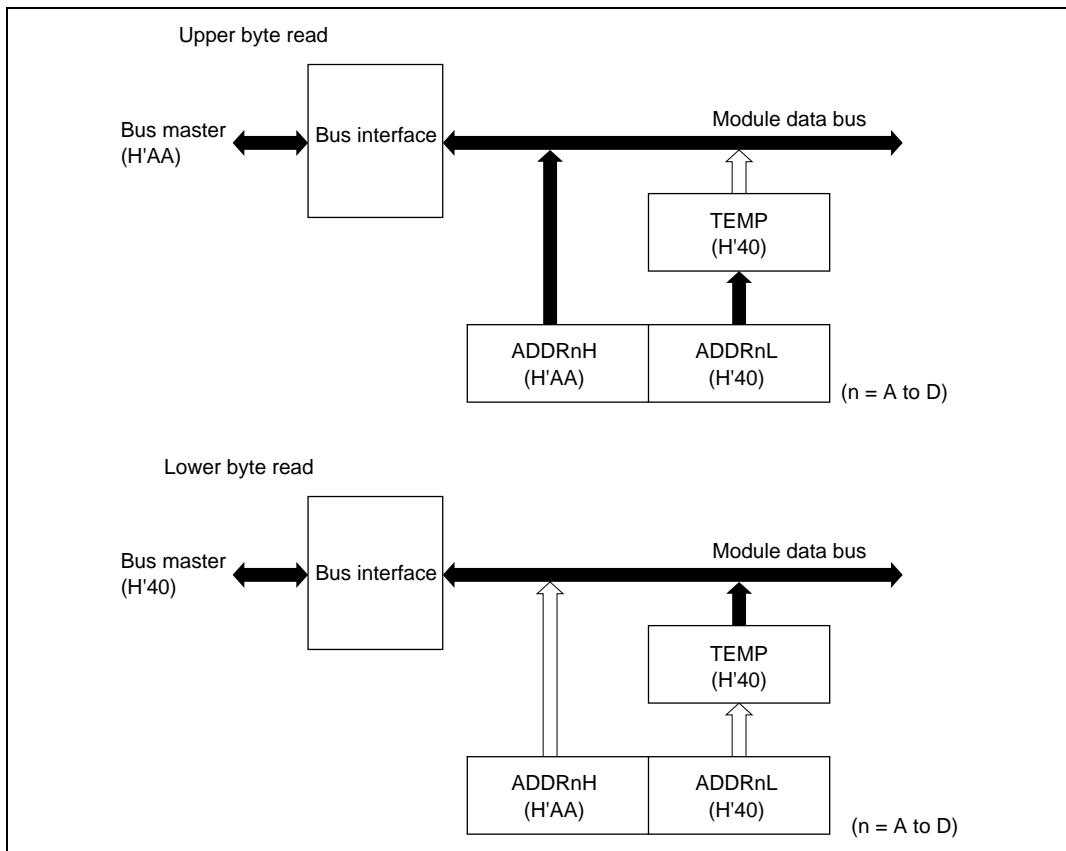 Upper byte read
Bus master
(H'AA)
Bus interface
Module data bus
TEMP
(H'40)
ADDRnH
(H'AA)
ADDRnL
(H'40)
(n = A to D)
Lower byte read
Bus master
(H'40)
Bus interface
Module data bus
TEMP
(H'40)
ADDRnH
(H'AA)
ADDRnL
(H'40)
(n = A to D)